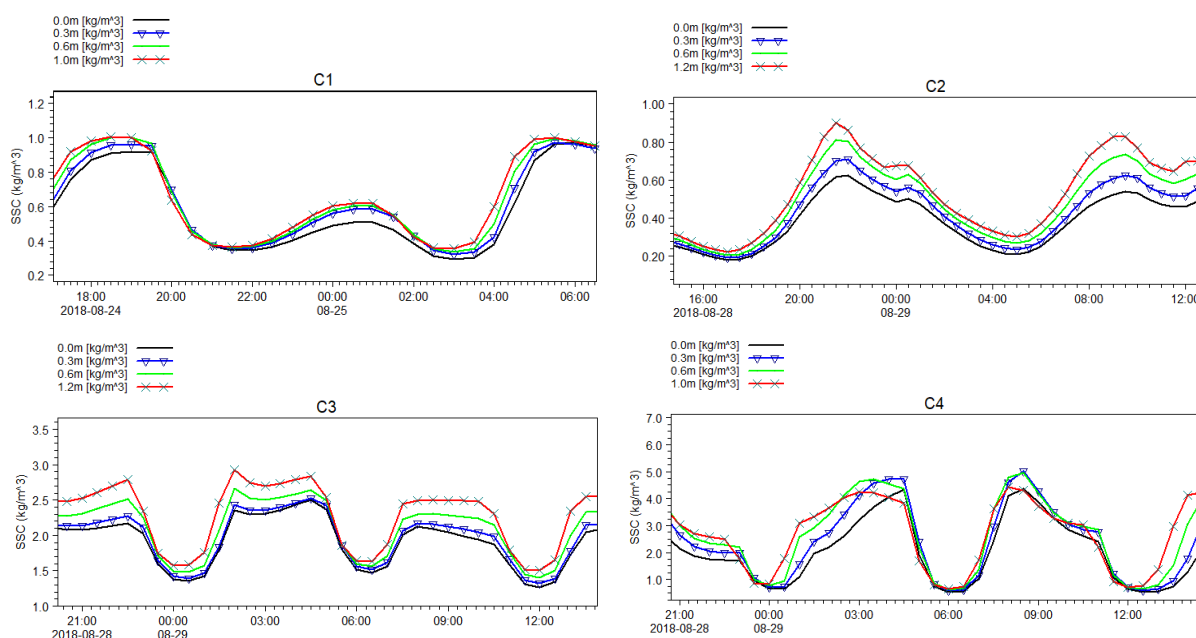 0.0m [kg/m^3]
0.3m [kg/m^3]
0.6m [kg/m^3]
1.0m [kg/m^3]
C1
SSC (kg/m^3)
1.2
1.0
0.8
0.6
0.4
0.2
18:00 20:00 22:00 00:00 02:00 04:00 06:00
2018-08-24 08-25
0.0m [kg/m^3]
0.3m [kg/m^3]
0.6m [kg/m^3]
1.2m [kg/m^3]
C2
SSC (kg/m^3)
1.00
0.80
0.60
0.40
0.20
16:00 20:00 00:00 04:00 08:00 12:00
2018-08-28 08-29
0.0m [kg/m^3]
0.3m [kg/m^3]
0.6m [kg/m^3]
1.2m [kg/m^3]
C3
SSC (kg/m^3)
3.5
3.0
2.5
2.0
1.5
1.0
21:00 00:00 03:00 06:00 09:00 12:00
2018-08-28 08-29
0.0m [kg/m^3]
0.3m [kg/m^3]
0.6m [kg/m^3]
1.0m [kg/m^3]
C4
SSC (kg/m^3)
7.0
6.0
5.0
4.0
3.0
2.0
1.0
21:00 00:00 03:00 06:00 09:00 12:00
2018-08-28 08-29